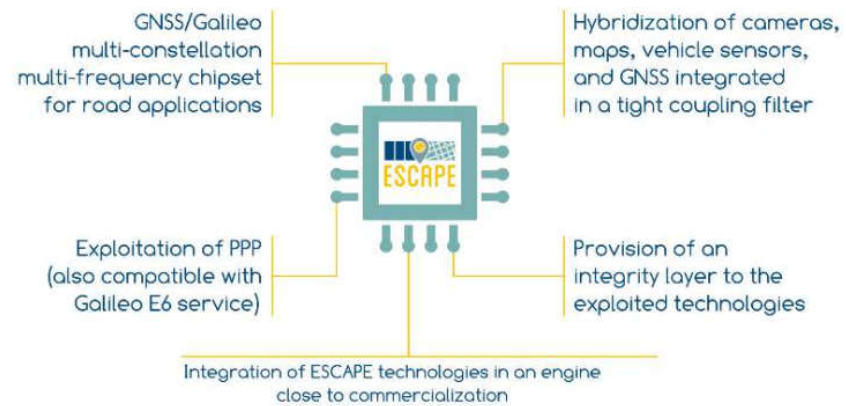 GNSS/Galileo
multi-constellation
multi-frequency chipset
for road applications
Hybridization of cameras,
maps, vehicle sensors,
and GNSS integrated
in a tight coupling filter
ESCAPE
Exploitation of PPP
(also compatible with
Galileo E6 service)
Provision of an
integrity layer to the
exploited technologies
Integration of ESCAPE technologies in an engine
close to commercialization